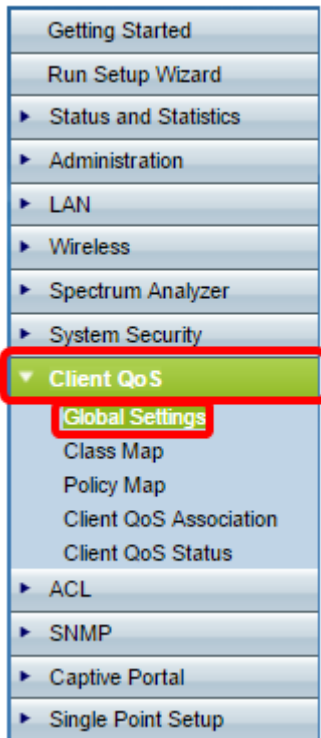 Getting Started
Run Setup Wizard
Status and Statistics
Administration
LAN
Wireless
Spectrum Analyzer
System Security
Client QoS
Global Settings
Class Map
Policy Map
Client QoS Association
Client QoS Status
ACL
SNMP
Captive Portal
Single Point Setup